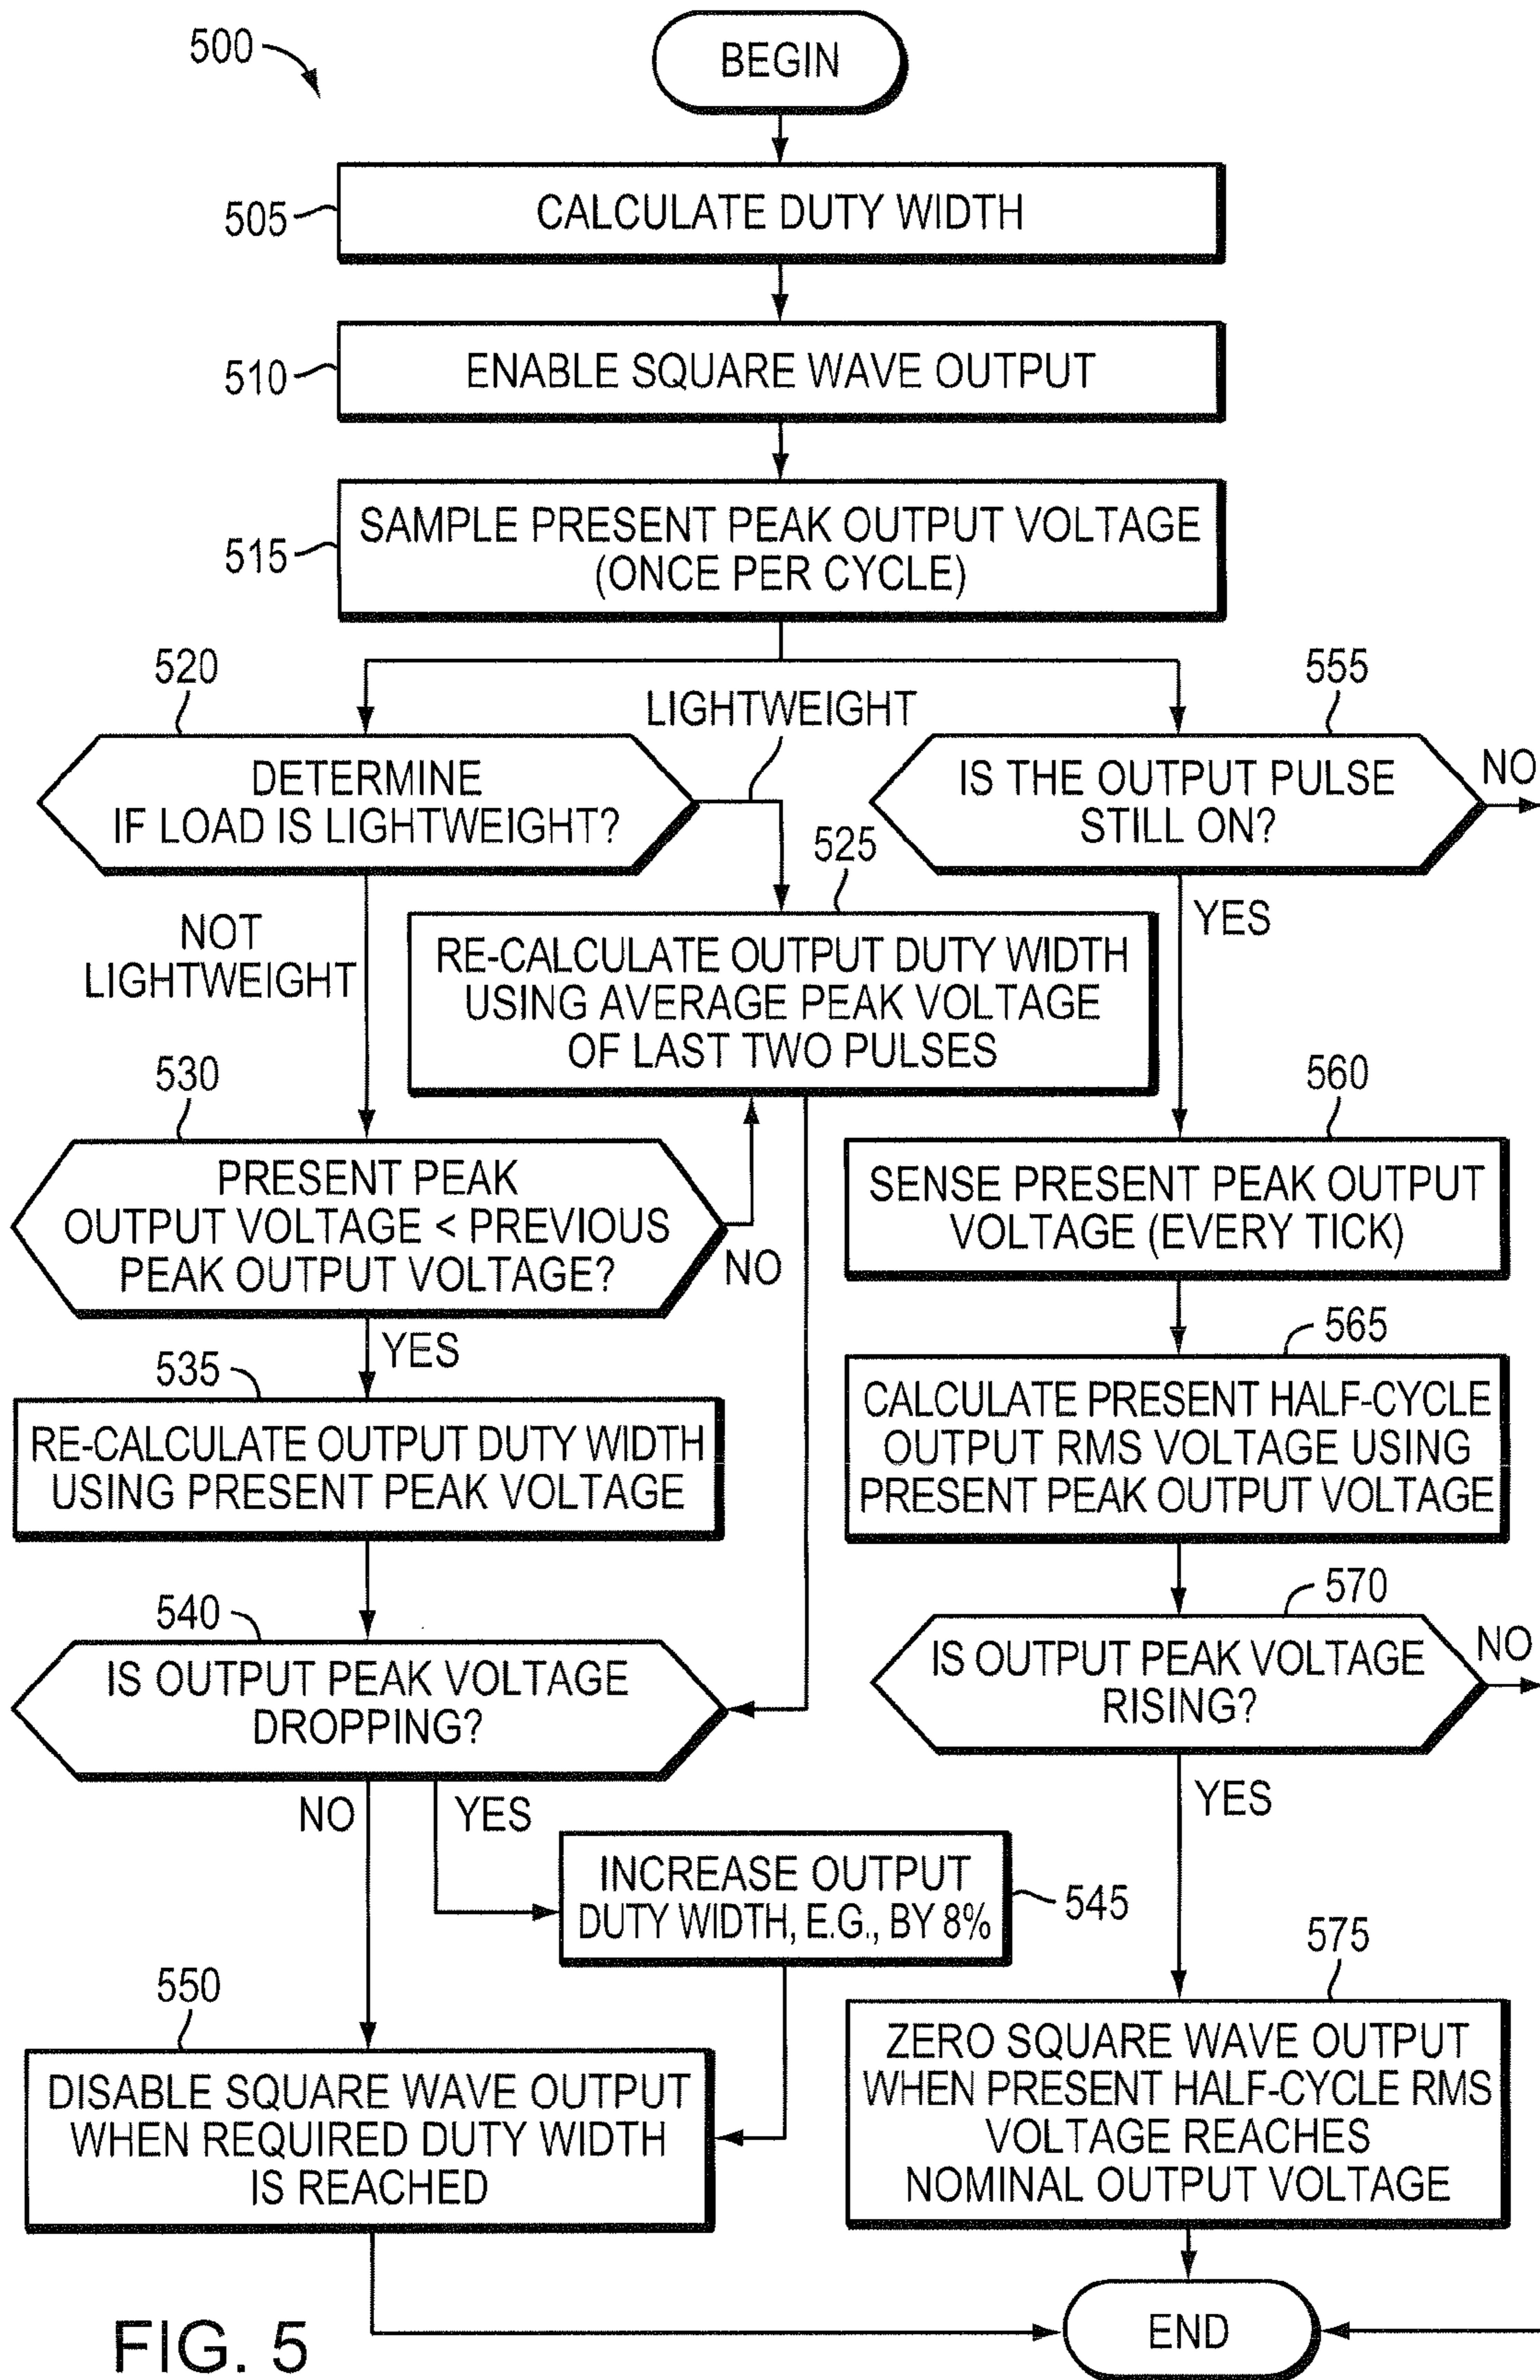 500
BEGIN
505
CALCULATE DUTY WIDTH
510
ENABLE SQUARE WAVE OUTPUT
515
SAMPLE PRESENT PEAK OUTPUT VOLTAGE
(ONCE PER CYCLE)
520
LIGHTWEIGHT
555
DETERMINE
IF LOAD IS LIGHTWEIGHT?
IS THE OUTPUT PULSE
STILL ON?
NO
525
NOT
LIGHTWEIGHT
YES
RE-CALCULATE OUTPUT DUTY WIDTH
USING AVERAGE PEAK VOLTAGE
OF LAST TWO PULSES
530
PRESENT PEAK
OUTPUT VOLTAGE < PREVIOUS
PEAK OUTPUT VOLTAGE?
NO
560
SENSE PRESENT PEAK OUTPUT
VOLTAGE (EVERY TICK)
YES
535
RE-CALCULATE OUTPUT DUTY WIDTH
USING PRESENT PEAK VOLTAGE
565
CALCULATE PRESENT HALF-CYCLE
OUTPUT RMS VOLTAGE USING
PRESENT PEAK OUTPUT VOLTAGE
540
IS OUTPUT PEAK VOLTAGE
DROPPING?
570
IS OUTPUT PEAK VOLTAGE
RISING?
NO
NO
YES
YES
INCREASE OUTPUT
DUTY WIDTH, E.G., BY 8%
545
550
DISABLE SQUARE WAVE OUTPUT
WHEN REQUIRED DUTY WIDTH
IS REACHED
575
ZERO SQUARE WAVE OUTPUT
WHEN PRESENT HALF-CYCLE RMS
VOLTAGE REACHES
NOMINAL OUTPUT VOLTAGE
END
FIG. 5